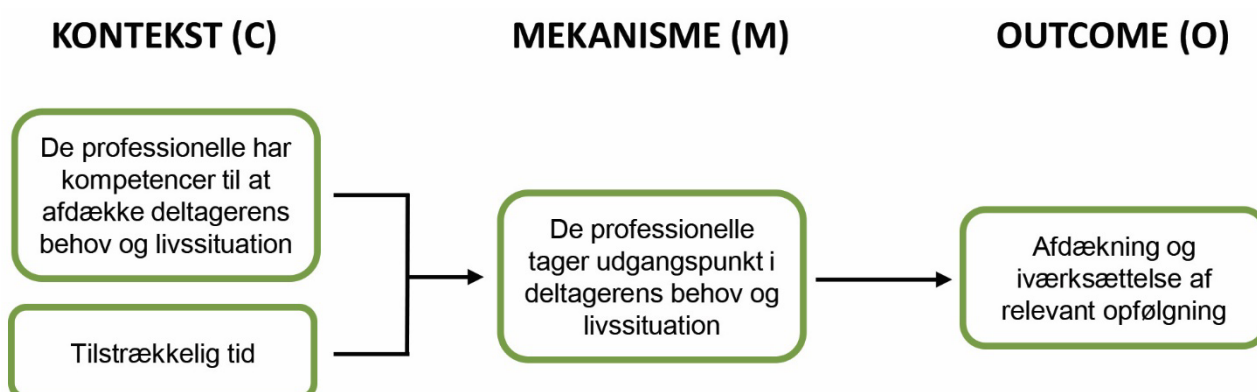 KONTEKST (C)
MEKANISME (M)
OUTCOME (O)
De professionelle har
kompetencer til at
afdække deltagerens
behov og livssituation
Tilstrækkelig tid
De professionelle
tager udgangspunkt i
deltagerens behov og
livssituation
Afdækning og
iværksættelse af
relevant opfølgning